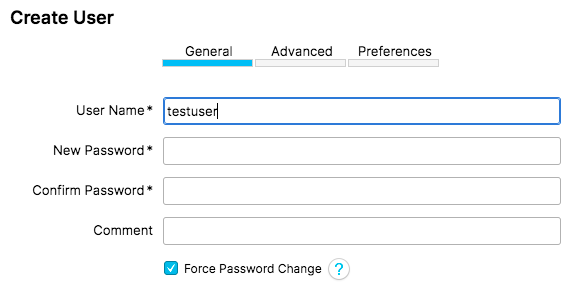 Create User
General Advanced Preferences
User Name* testuser
New Password*
Confirm Password*
Comment
Force Password Change ?